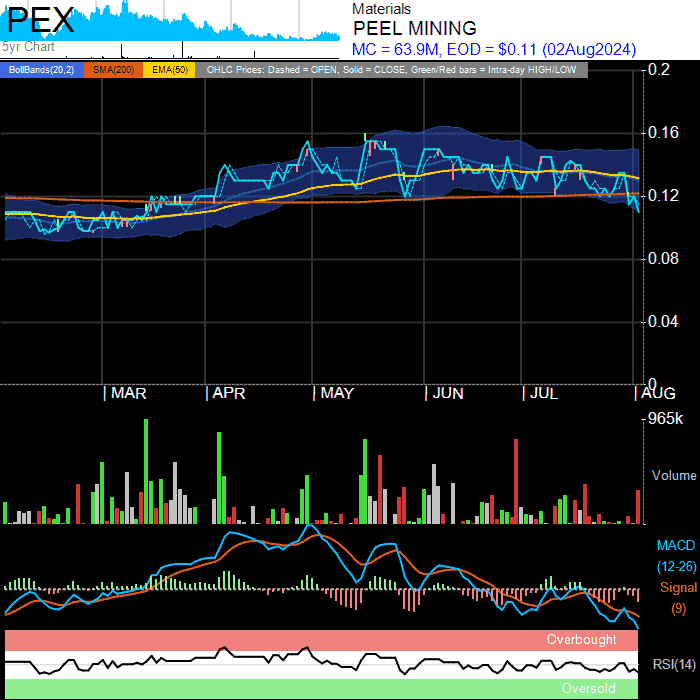 PEX
5yr Chart
Materials
PEEL MINING
MC = 63.9M, EOD = $0.11 (02Aug2024)
BollBands(20,2) SMA(200) EMA(50) OHLC Prices: Dashed = OPEN, Solid = CLOSE, Green/Red bars = Intra-day HIGH/LOW
0.2
0.16
0.12
0.08
0.04
0
MAR APR MAY JUN JUL AUG
965k
Volume
MACD
(12-26)
Signal
(9)
Overbought
RSI(14)
Oversold